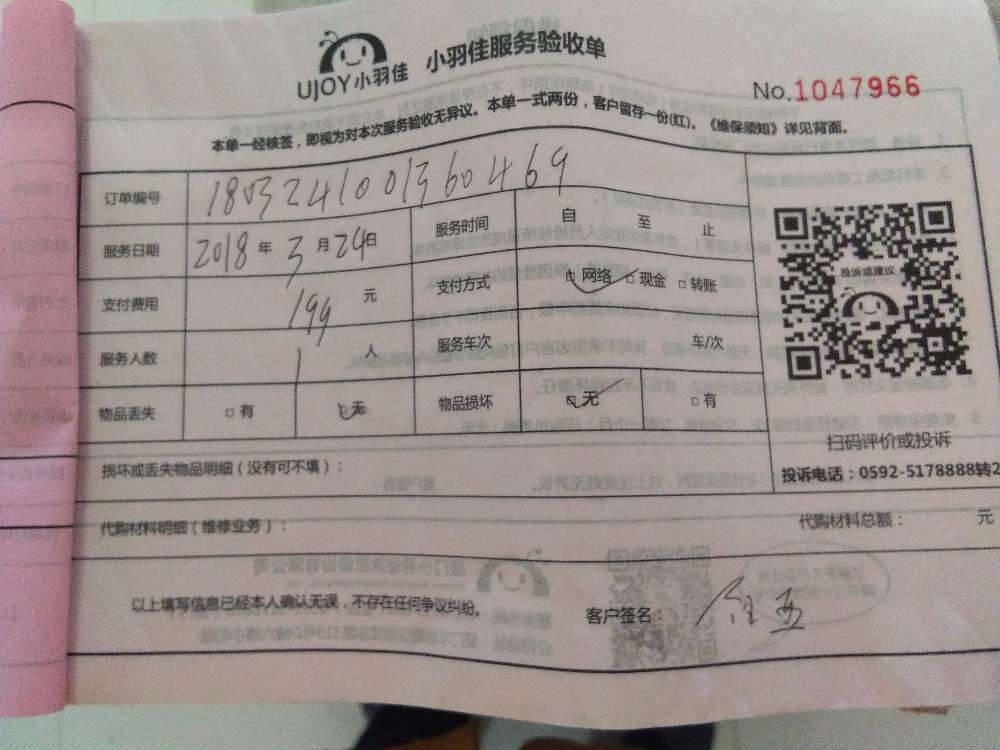 UJOY小羽佳 小羽佳服务验收单
No.1047966
本单一经核签，即视为对本次服务验收无异议。本单一式两份，客户留存一份(红)。《维保须知》详见背面。
订单编号 1803241001360469
服务日期 2018年3月24日 服务时间 自 至 止
支付费用 199 元 支付方式 网络 现金 转账
服务人数 1 人 服务车次 车/次
物品丢失 有 无 物品损坏 无 有
投诉或建议
扫码评价或投诉
投诉电话：0592-5178888转2
损坏或丢失物品明细（没有可不填）：
代购材料明细（维修业务）： 代购材料总额： 元
以上填写信息已经本人确认无误，不存在任何争议纠纷。
客户签名：